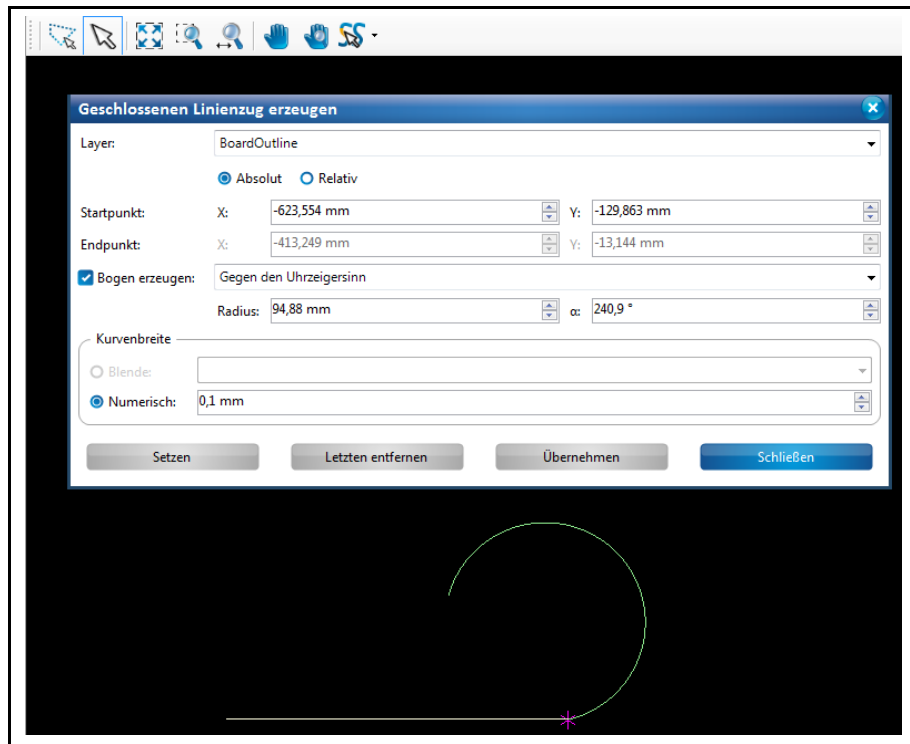 Geschlossenen Linienzug erzeugen
Layer: BoardOutline
Absolut Relativ
Startpunkt: X: -623,554 mm Y: -129,863 mm
Endpunkt: X: -413,249 mm Y: -13,144 mm
Bogen erzeugen: Gegen den Uhrzeigersinn
Radius: 94,88 mm α: 240,9 °
Kurvenbreite
Blende:
Numerisch: 0,1 mm
Setzen Letzten entfernen Übernehmen Schließen